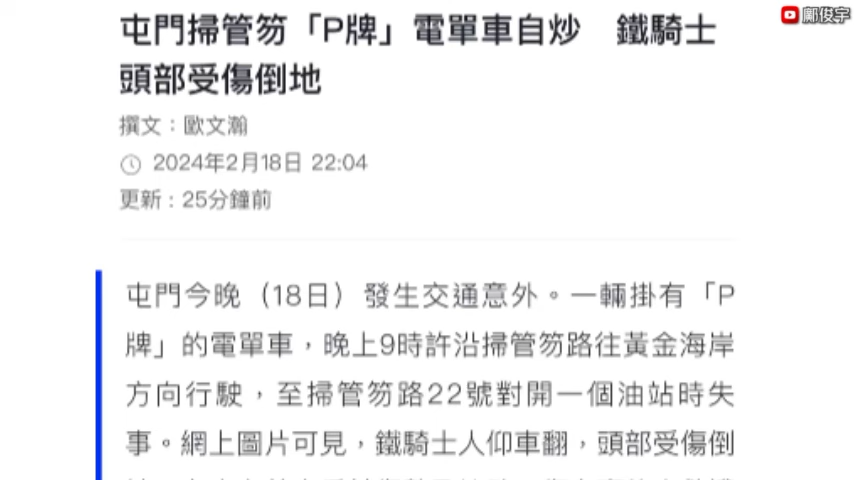 鄺俊宇
屯門掃管笏「P牌」電單車自炒　鐵騎士
頭部受傷倒地
撰文：歐文瀚
2024年2月18日 22:04
更新：25分鐘前
屯門今晚（18日）發生交通意外。一輛掛有「P
牌」的電單車，晚上9時許沿掃管笏路往黃金海岸
方向行駛，至掃管笏路22號對開一個油站時失
事。網上圖片可見，鐵騎士人仰車翻，頭部受傷倒